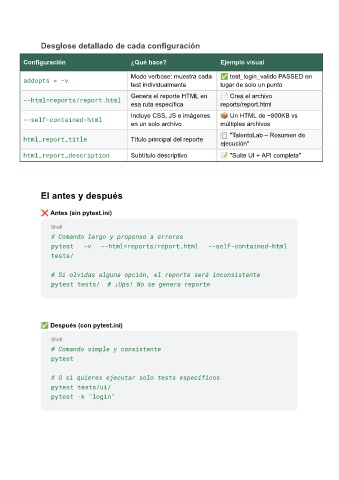 Desglose detallado de cada configuración
Configuración ¿Qué hace? Ejemplo visual
addopts = -v
Modo verbose: muestra cada
test individualmente
✅ test_login_valido PASSED en
lugar de solo un punto
--html=reports/report.html
Genera el reporte HTML en
esa ruta específica
📄 Crea el archivo
reports/report.html
--self-contained-html
Incluye CSS, JS e imágenes
en un solo archivo
📦 Un HTML de ~800KB vs
múltiples archivos
html_report_title
Título principal del reporte
📋 "TalentoLab – Resumen de
ejecución"
html_report_description
Subtítulo descriptivo
📝 "Suite UI + API completa"
El antes y después
❌ Antes (sin pytest.ini)
Shell
# Comando largo y propenso a errores
pytest -v --html=reports/report.html --self-contained-html
tests/
# Si olvidas alguna opción, el reporte será inconsistente
pytest tests/ # ¡Ups! No se genera reporte
✅ Después (con pytest.ini)
Shell
# Comando simple y consistente
pytest
# O si quieres ejecutar solo tests específicos
pytest tests/ui/
pytest -k "login"